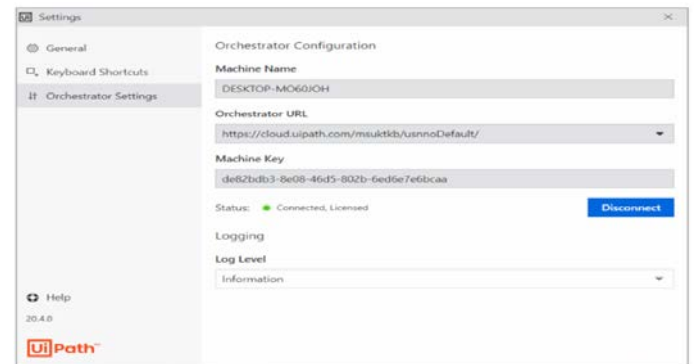 Ui Settings
General
Keyboard Shortcuts
Orchestrator Settings
Orchestrator Configuration
Machine Name
DESKTOP-MO60JOH
Orchestrator URL
https://cloud.uipath.com/msuktkb/usnnoDefault/
Machine Key
de82bdb3-8e08-46d5-802b-6ed6e7e6bcaa
Status: Connected, Licensed
Disconnect
Logging
Log Level
Information
Help
20.4.0
UiPath™